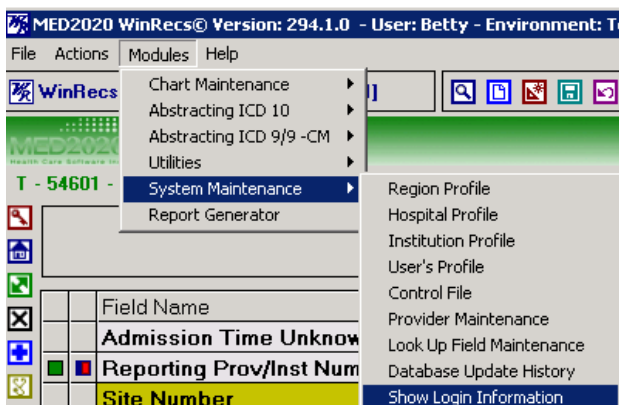 MED2020 WinRecs© Version: 294.1.0 - User: Betty - Environment:
File Actions Modules Help
WinRecs
Chart Maintenance
Abstracting ICD 10
Abstracting ICD 9/9 -CM
Utilities
System Maintenance
Report Generator
MED2020
T - 54601 -
Region Profile
Hospital Profile
Institution Profile
User's Profile
Control File
Provider Maintenance
Look Up Field Maintenance
Database Update History
Show Login Information
Field Name
Admission Time Unknow
Reporting Prov/Inst Num
Site Number